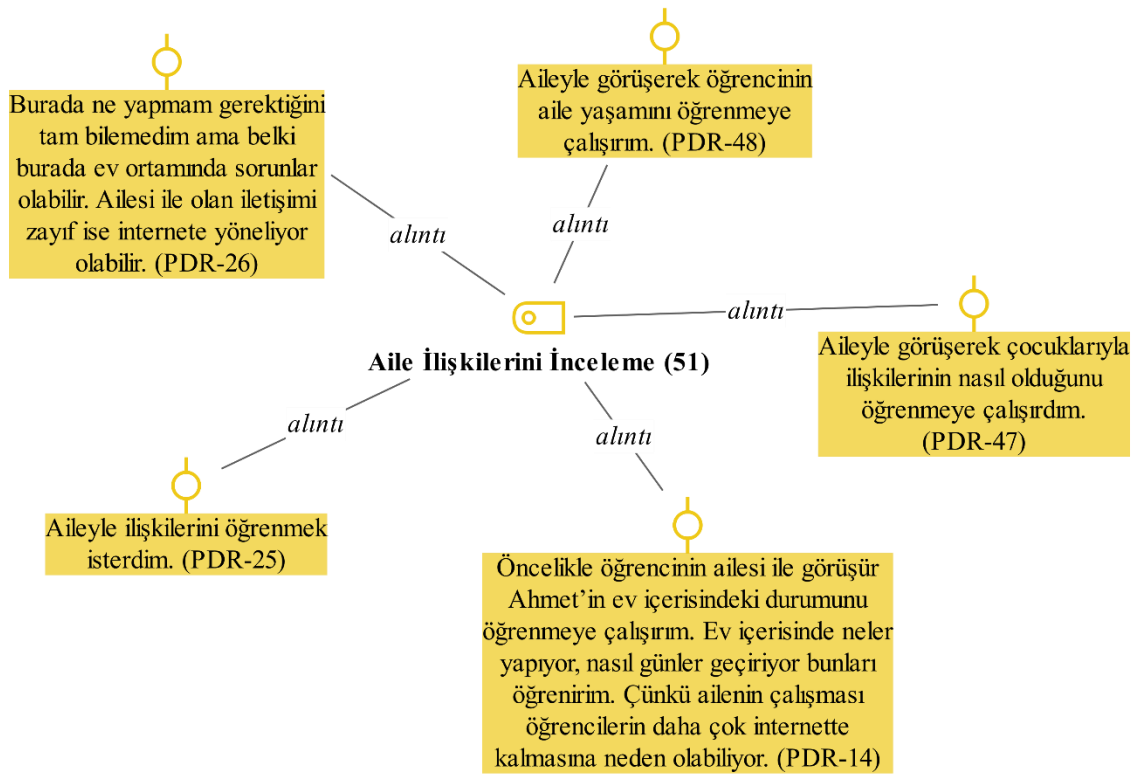 Burada ne yapmam gerektiğini
tam bilemedim ama belki
burada ev ortamında sorunlar
olabilir. Ailesi ile olan iletişimi
zayıf ise internete yöneliyor
olabilir. (PDR-26)
Aileyle görüşerek öğrencinin
aile yaşamını öğrenmeye
çalışırım. (PDR-48)
alıntı
alıntı
alıntı
Aile İlişkilerini İnceleme (51)
Aileyle görüşerek çocuklarıyla
ilişkilerinin nasıl olduğunu
öğrenmeye çalışırdım.
(PDR-47)
alıntı
alıntı
Aileyle ilişkilerini öğrenmek
isterdim. (PDR-25)
Öncelikle öğrencinin ailesi ile görüşür
Ahmet’in ev içerisindeki durumunu
öğrenmeye çalışırım. Ev içerisinde neler
yapıyor, nasıl günler geçiriyor bunları
öğrenirim. Çünkü ailenin çalışması
öğrencilerin daha çok internette
kalmasına neden olabiliyor. (PDR-14)